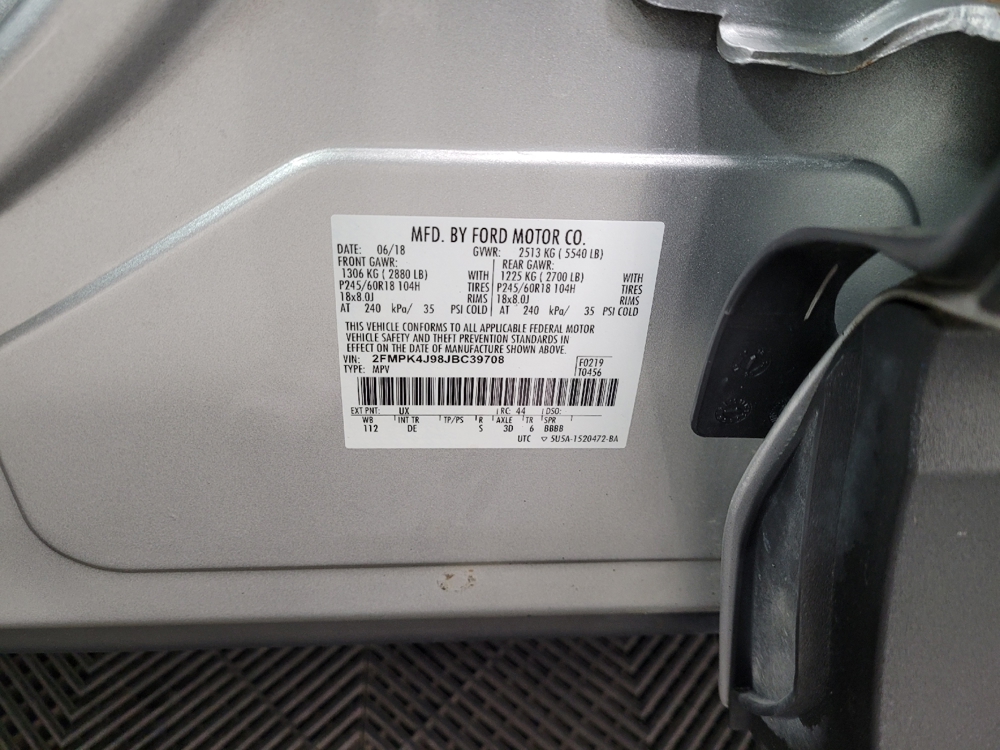 MFD. BY FORD MOTOR CO.
DATE: 06/18 GVWR: 2513 KG ( 5540 LB)
FRONT GAWR: REAR GAWR:
1306 KG ( 2880 LB) WITH 1225 KG ( 2700 LB) WITH
P245/60R18 104H TIRES P245/60R18 104H TIRES
18x8.0J RIMS 18x8.0J RIMS
AT 240 kPa/ 35 PSI COLD AT 240 kPa/ 35 PSI COLD
THIS VEHICLE CONFORMS TO ALL APPLICABLE FEDERAL MOTOR
VEHICLE SAFETY AND THEFT PREVENTION STANDARDS IN
EFFECT ON THE DATE OF MANUFACTURE SHOWN ABOVE.
VIN: 2FMPK4J98JBC39708 F0219
TYPE: MPV T0456
EXT PNT: UX RC: 44 DSO:
WB INT TR TP/PS R AXLE TR SPR
112 DE S 3D 6 BBBB
UTC 5U5A-1520472-BA